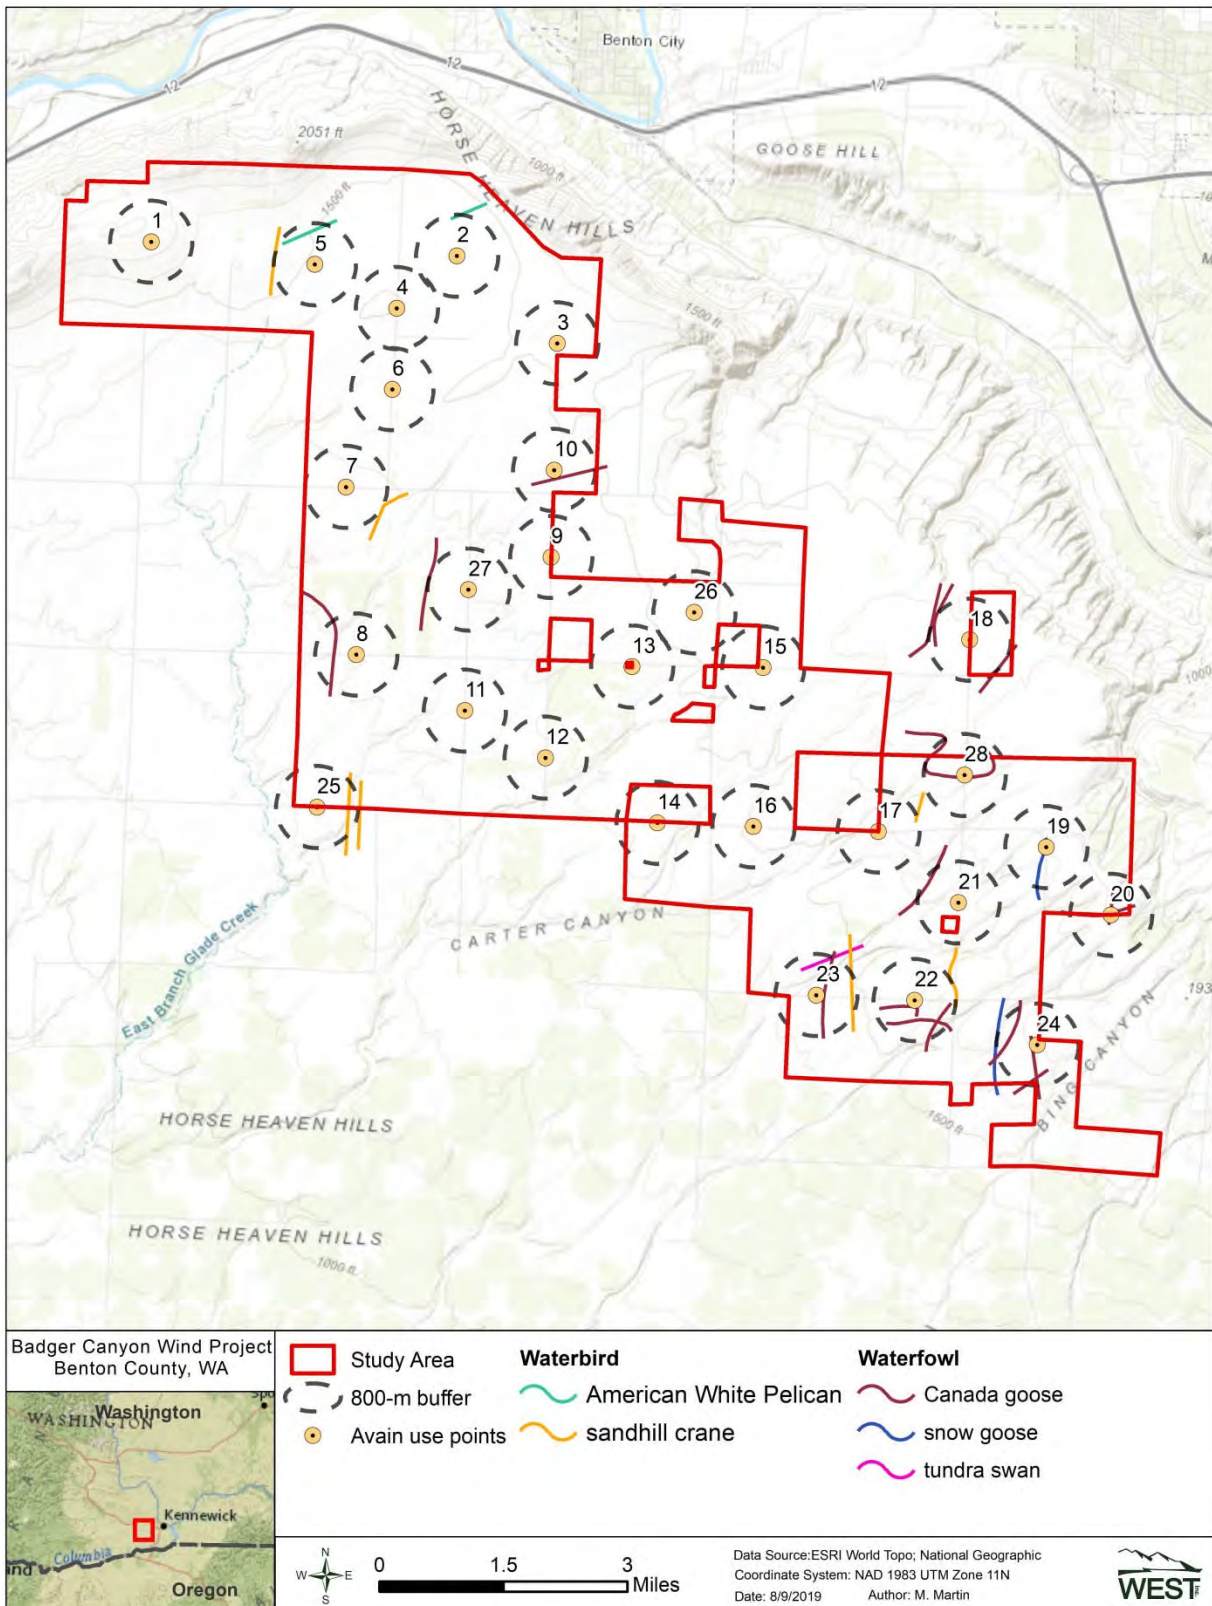 Benton City
12
12
12
HORSE HEAVEN HILLS
2051 ft
1000 ft
GOOSE HILL
1500 ft
1
5
2
4
3
1500 ft
6
10
7
9
27
26
18
8
13
15
11
1000
12
28
25
14
16
17
19
21
20
CARTER CANYON
East Branch Glade Creek
23
22
193
24
BING CANYON
HORSE HEAVEN HILLS
1500 ft
HORSE HEAVEN HILLS
1000 ft
Badger Canyon Wind Project
Benton County, WA
Study Area
800-m buffer
Avain use points
Waterbird
American White Pelican
sandhill crane
Waterfowl
Canada goose
snow goose
tundra swan
Washington
WASHINGTON
Kennewick
Columbia
Oregon
N
W E
S
0 1.5 3
Miles
Data Source:ESRI World Topo; National Geographic
Coordinate System: NAD 1983 UTM Zone 11N
Date: 8/9/2019 Author: M. Martin
WEST Inc.